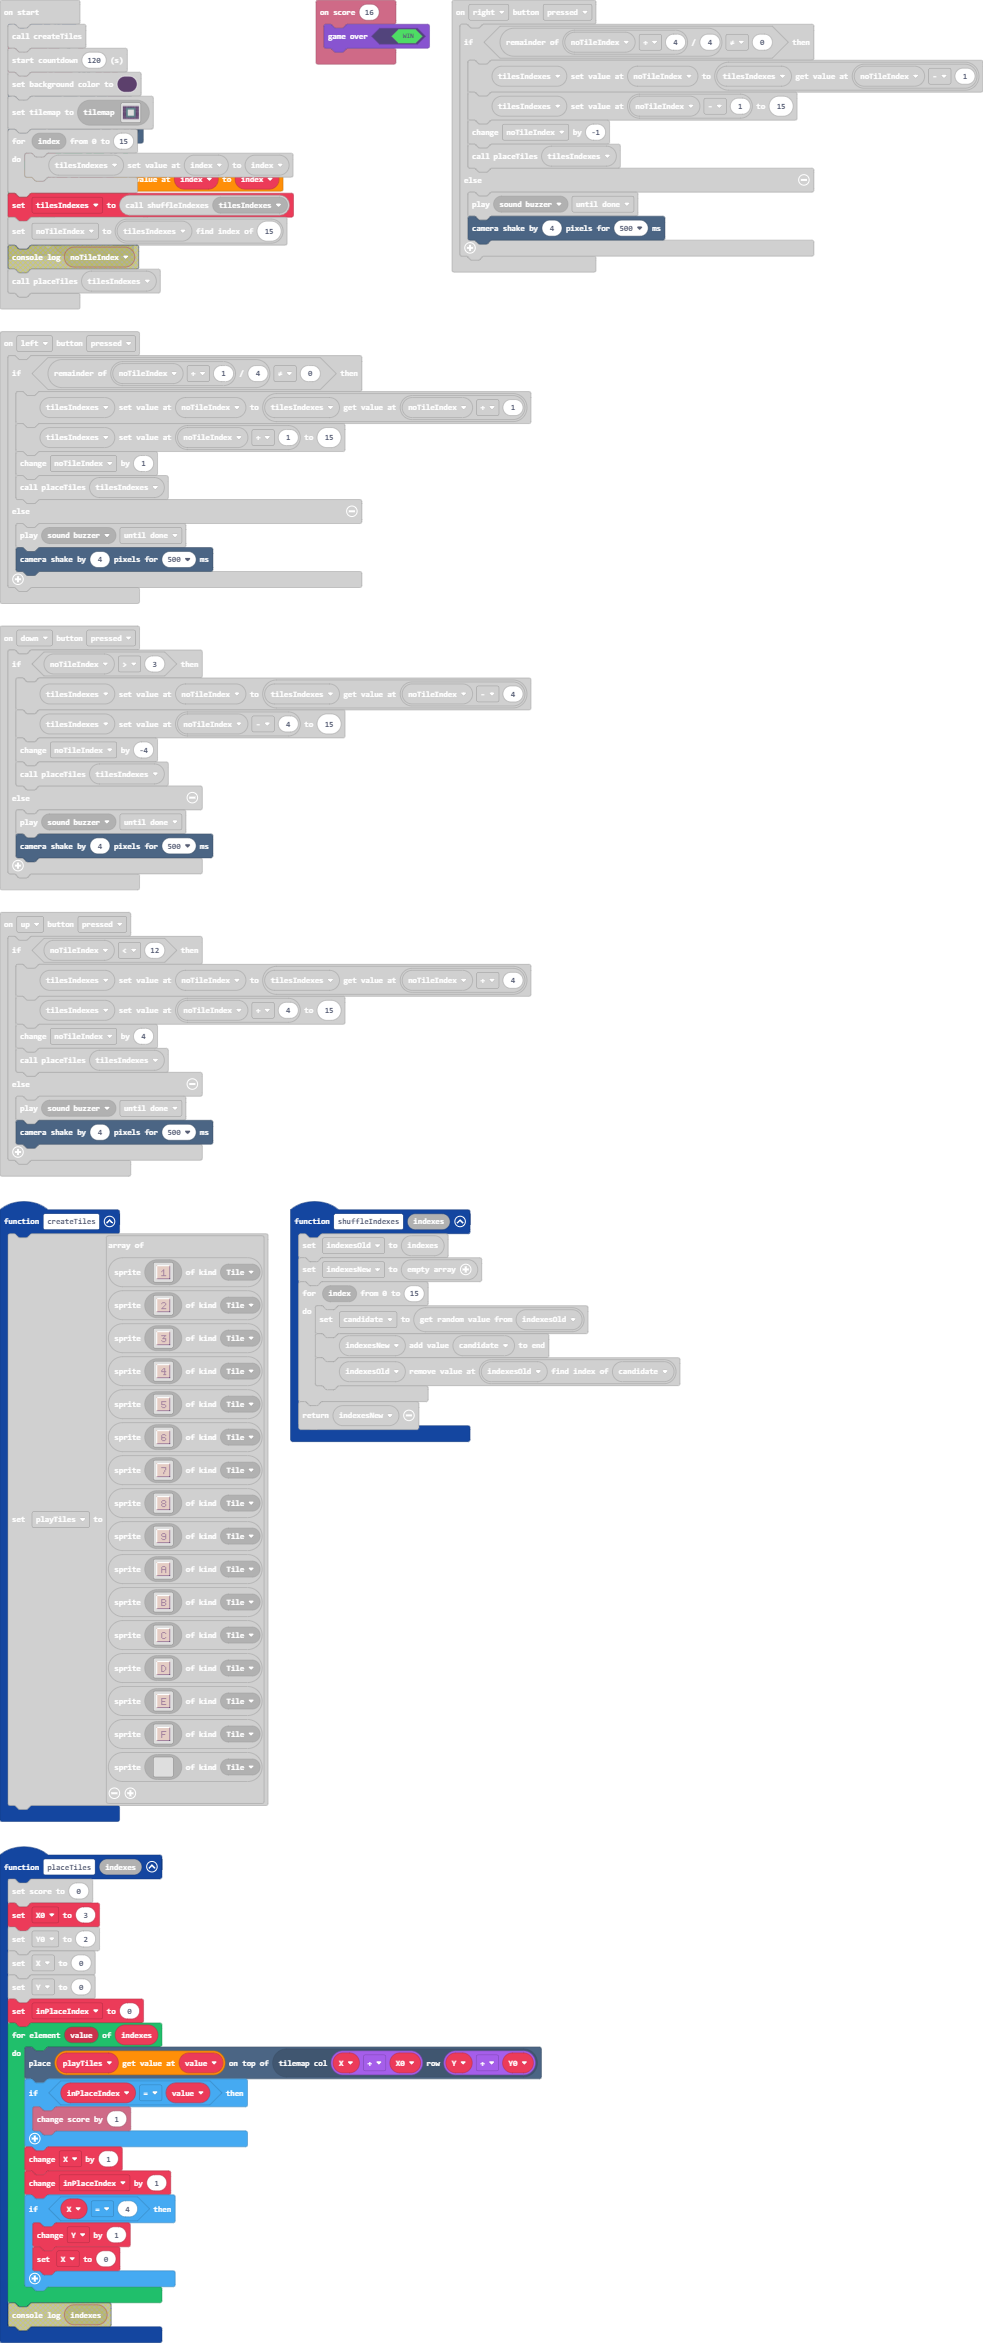 on start
call createTiles
start countdown 120 (s)
set background color to
set tilemap to tilemap
for index from 0 to 15
do tilesIndexes set value at index to index
value at index to index
set tilesIndexes to call shuffleIndexes tilesIndexes
set noTileIndex to tilesIndexes find index of 15
console log noTileIndex
call placeTiles tilesIndexes
on score 16
game over WIN
on right button pressed
if remainder of noTileIndex + 4 / 4 ≠ 0 then
tilesIndexes set value at noTileIndex to tilesIndexes get value at noTileIndex - 1
tilesIndexes set value at noTileIndex - 1 to 15
change noTileIndex by -1
call placeTiles tilesIndexes
else
play sound buzzer until done
camera shake by 4 pixels for 500 ms
on left button pressed
if remainder of noTileIndex + 1 / 4 ≠ 0 then
tilesIndexes set value at noTileIndex to tilesIndexes get value at noTileIndex + 1
tilesIndexes set value at noTileIndex + 1 to 15
change noTileIndex by 1
call placeTiles tilesIndexes
else
play sound buzzer until done
camera shake by 4 pixels for 500 ms
on down button pressed
if noTileIndex > 3 then
tilesIndexes set value at noTileIndex to tilesIndexes get value at noTileIndex - 4
tilesIndexes set value at noTileIndex - 4 to 15
change noTileIndex by -4
call placeTiles tilesIndexes
else
play sound buzzer until done
camera shake by 4 pixels for 500 ms
on up button pressed
if noTileIndex < 12 then
tilesIndexes set value at noTileIndex to tilesIndexes get value at noTileIndex + 4
tilesIndexes set value at noTileIndex + 4 to 15
change noTileIndex by 4
call placeTiles tilesIndexes
else
play sound buzzer until done
camera shake by 4 pixels for 500 ms
function createTiles
set playTiles to array of
sprite 1 of kind Tile
sprite 2 of kind Tile
sprite 3 of kind Tile
sprite 4 of kind Tile
sprite 5 of kind Tile
sprite 6 of kind Tile
sprite 7 of kind Tile
sprite 8 of kind Tile
sprite 9 of kind Tile
sprite A of kind Tile
sprite B of kind Tile
sprite C of kind Tile
sprite D of kind Tile
sprite E of kind Tile
sprite F of kind Tile
sprite of kind Tile
function shuffleIndexes indexes
set indexesOld to indexes
set indexesNew to empty array
for index from 0 to 15
do set candidate to get random value from indexesOld
indexesNew add value candidate to end
indexesOld remove value at indexesOld find index of candidate
return indexesNew
function placeTiles indexes
set score to 0
set X0 to 3
set Y0 to 2
set X to 0
set Y to 0
set inPlaceIndex to 0
for element value of indexes
do place playTiles get value at value on top of tilemap col X + X0 row Y + Y0
if inPlaceIndex = value then
change score by 1
change X by 1
change inPlaceIndex by 1
if X = 4 then
change Y by 1
set X to 0
console log indexes